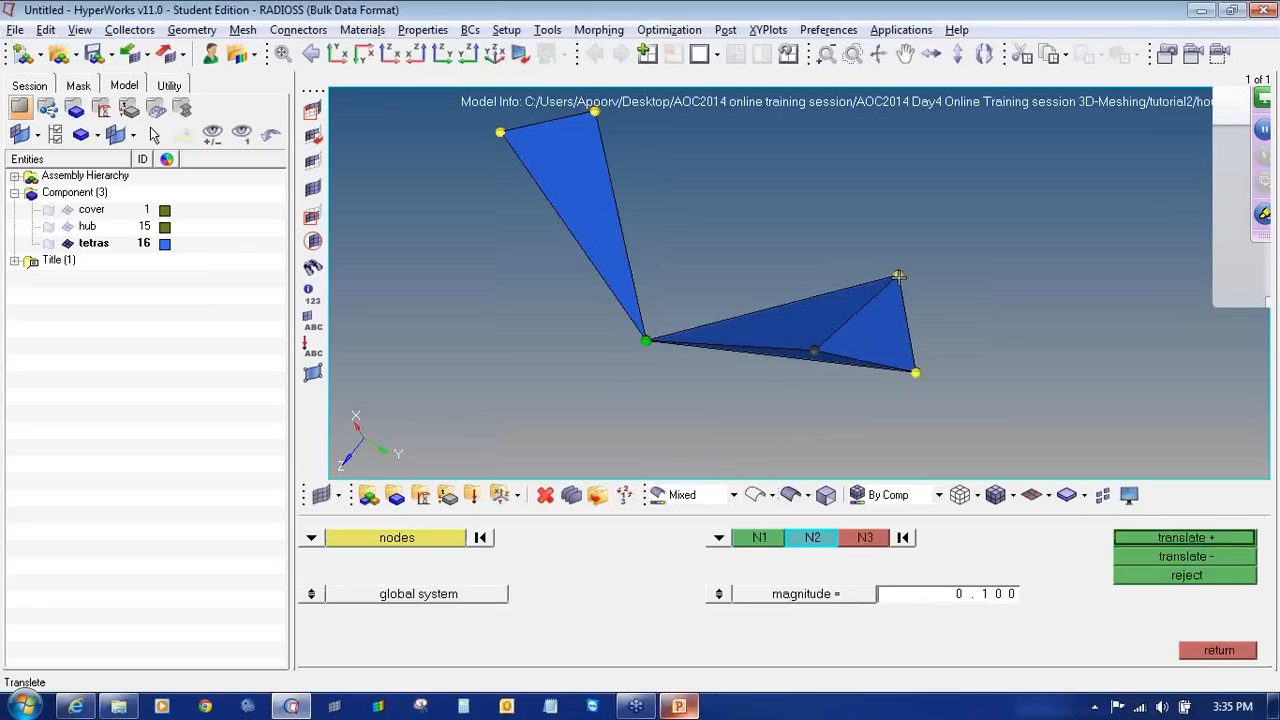 Untitled - HyperWorks v11.0 - Student Edition - RADIOSS (Bulk Data Format)
File Edit View Collectors Geometry Mesh Connectors Materials Properties BCs Setup Tools Morphing Optimization Post XYPlots Preferences Applications Help
Session Mask Model Utility
1 of 1
Model Info: C:/Users/Apoorv/Desktop/AOC2014 online training session/AOC2014 Day4 Online Training session 3D-Meshing/tutorial2/hou
Entities ID
Assembly Hierarchy
Component (3)
cover 1
hub 15
tetras 16
Title (1)
123
ABC
ABC
X
Y
Z
Mixed By Comp
nodes N1 N2 N3 translate +
translate -
reject
global system magnitude = 0 . 1 0 0
return
Translate
3:35 PM